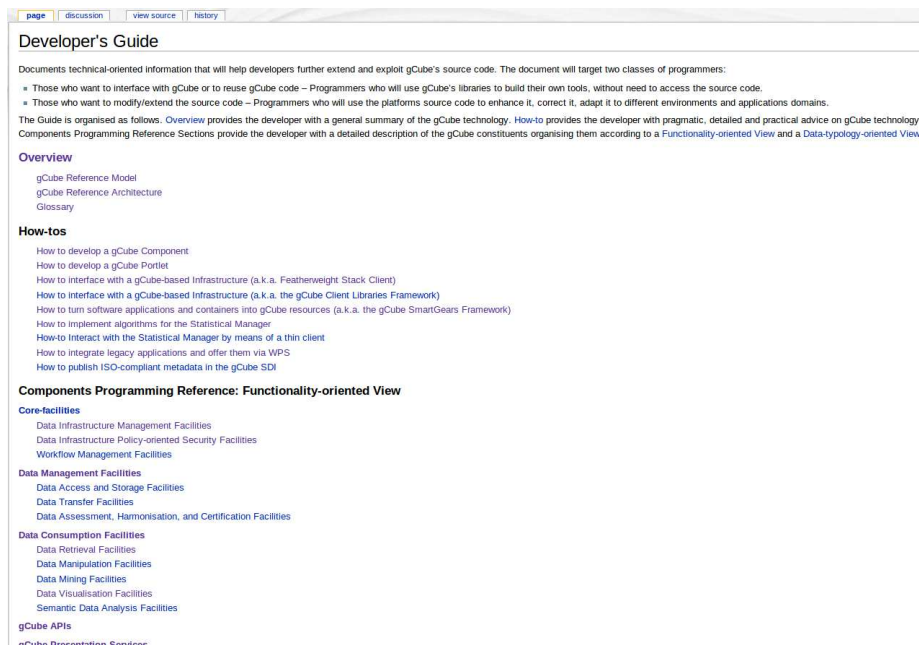 page discussion view source history
Developer's Guide
Documents technical-oriented information that will help developers further extend and exploit gCube's source code. The document will target two classes of programmers:
Those who want to interface with gCube or to reuse gCube code – Programmers who will use gCube's libraries to build their own tools, without need to access the source code.
Those who want to modify/extend the source code – Programmers who will use the platforms source code to enhance it, correct it, adapt it to different environments and applications domains.
The Guide is organised as follows. Overview provides the developer with a general summary of the gCube technology. How-to provides the developer with pragmatic, detailed and practical advice on gCube technology
Components Programming Reference Sections provide the developer with a detailed description of the gCube constituents organising them according to a Functionality-oriented View and a Data-typology-oriented View
Overview
gCube Reference Model
gCube Reference Architecture
Glossary
How-tos
How to develop a gCube Component
How to develop a gCube Portlet
How to interface with a gCube-based Infrastructure (a.k.a. Featherweight Stack Client)
How to interface with a gCube-based Infrastructure (a.k.a. the gCube Client Libraries Framework)
How to turn software applications and containers into gCube resources (a.k.a. the gCube SmartGears Framework)
How to implement algorithms for the Statistical Manager
How-to Interact with the Statistical Manager by means of a thin client
How to integrate legacy applications and offer them via WPS
How to publish ISO-compliant metadata in the gCube SDI
Components Programming Reference: Functionality-oriented View
Core-facilities
Data Infrastructure Management Facilities
Data Infrastructure Policy-oriented Security Facilities
Workflow Management Facilities
Data Management Facilities
Data Access and Storage Facilities
Data Transfer Facilities
Data Assessment, Harmonisation, and Certification Facilities
Data Consumption Facilities
Data Retrieval Facilities
Data Manipulation Facilities
Data Mining Facilities
Data Visualisation Facilities
Semantic Data Analysis Facilities
gCube APIs
gCube Presentation Services